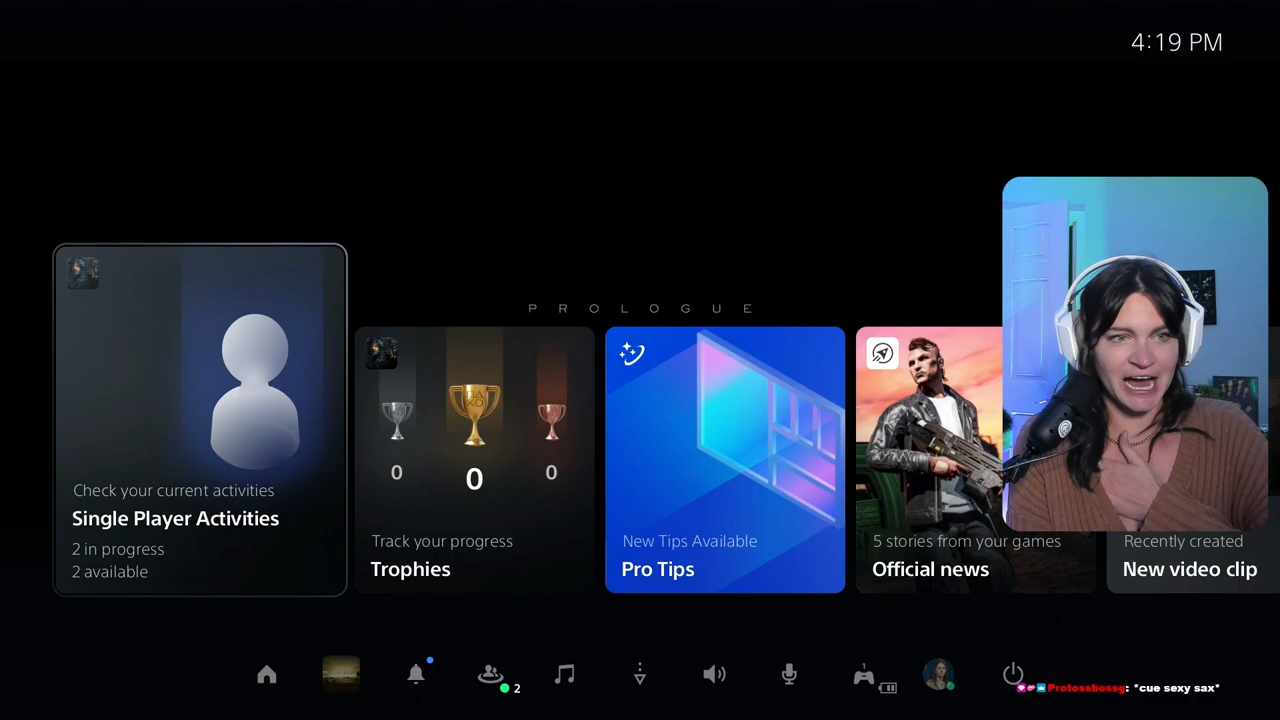 4:19 PM
PROLOGUE
Check your current activities
Single Player Activities
2 in progress
2 available
0
0
0
Track your progress
Trophies
New Tips Available
Pro Tips
5 stories from your games
Official news
Recently created
New video clip
2
1
Protossbossg: *cue sexy sax*